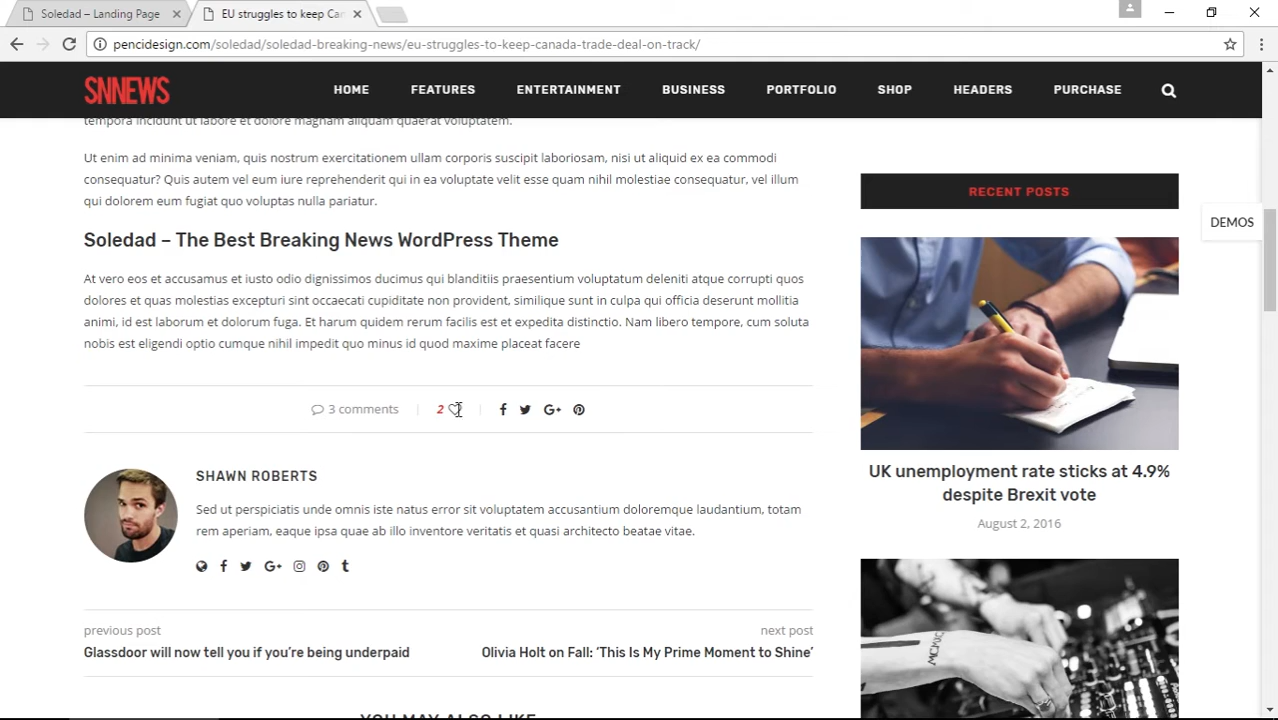 Soledad – Landing Page
EU struggles to keep Can
pencidesign.com/soledad/soledad-breaking-news/eu-struggles-to-keep-canada-trade-deal-on-track/
SNNEWS
HOME
FEATURES
ENTERTAINMENT
BUSINESS
PORTFOLIO
SHOP
HEADERS
PURCHASE
tempora incidunt ut labore et dolore magnam aliquam quaerat voluptatem.
Ut enim ad minima veniam, quis nostrum exercitationem ullam corporis suscipit laboriosam, nisi ut aliquid ex ea commodi
consequatur? Quis autem vel eum iure reprehenderit qui in ea voluptate velit esse quam nihil molestiae consequatur, vel illum
qui dolorem eum fugiat quo voluptas nulla pariatur.
Soledad – The Best Breaking News WordPress Theme
At vero eos et accusamus et iusto odio dignissimos ducimus qui blanditiis praesentium voluptatum deleniti atque corrupti quos
dolores et quas molestias excepturi sint occaecati cupiditate non provident, similique sunt in culpa qui officia deserunt mollitia
animi, id est laborum et dolorum fuga. Et harum quidem rerum facilis est et expedita distinctio. Nam libero tempore, cum soluta
nobis est eligendi optio cumque nihil impedit quo minus id quod maxime placeat facere
3 comments
2
SHAWN ROBERTS
Sed ut perspiciatis unde omnis iste natus error sit voluptatem accusantium doloremque laudantium, totam
rem aperiam, eaque ipsa quae ab illo inventore veritatis et quasi architecto beatae vitae.
previous post
Glassdoor will now tell you if you're being underpaid
next post
Olivia Holt on Fall: ‘This Is My Prime Moment to Shine’
YOU MAY ALSO LIKE
RECENT POSTS
DEMOS
UK unemployment rate sticks at 4.9%
despite Brexit vote
August 2, 2016